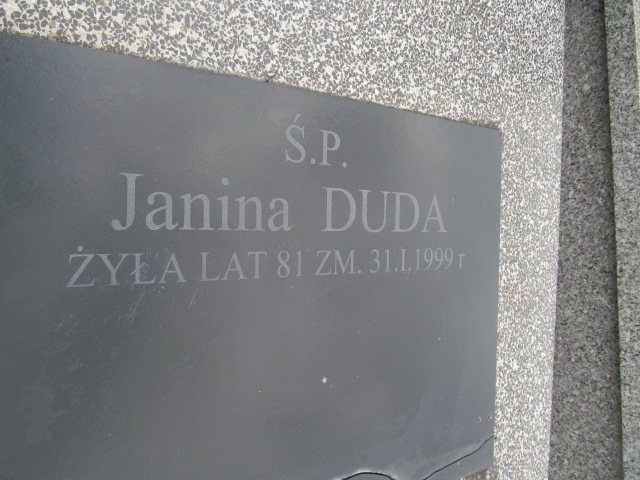 Ś.P.
Janina DUDA
ŻYŁA LAT 81 ZM. 31.I.1999 r